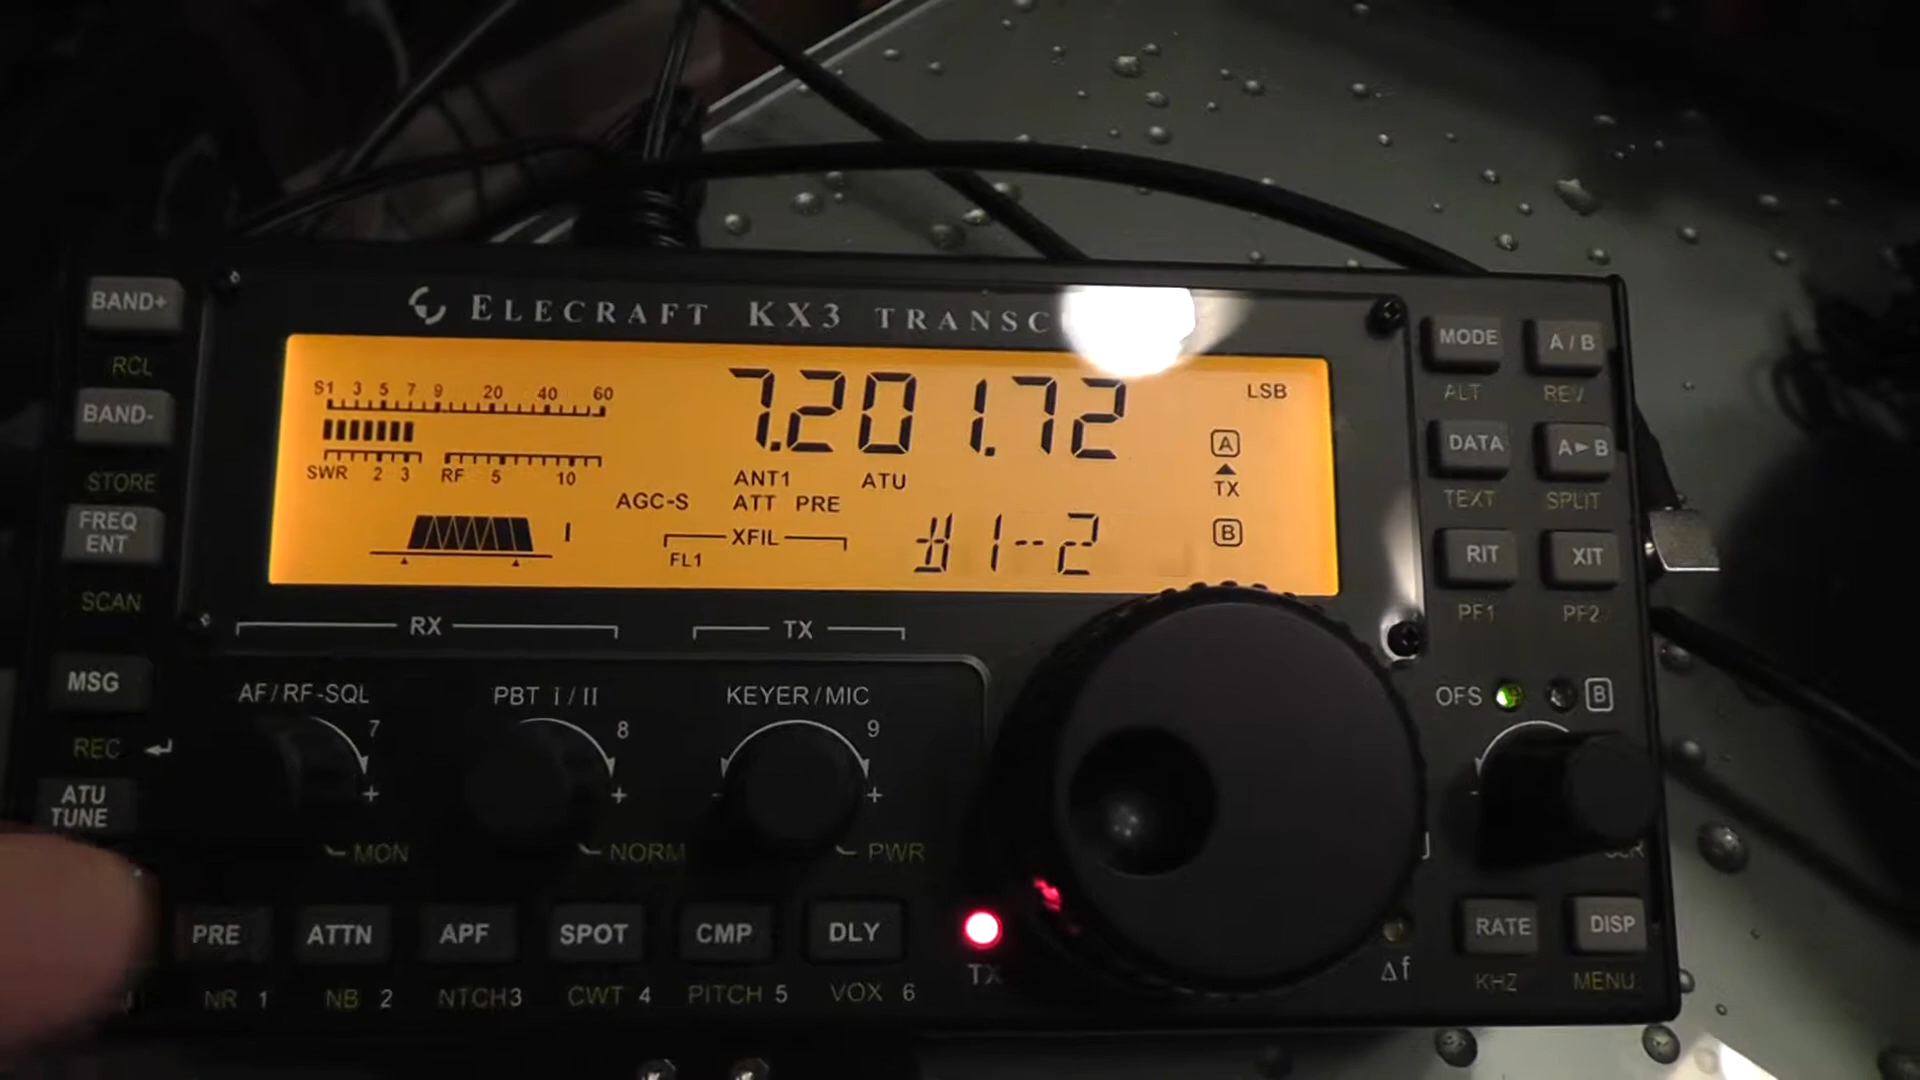 ELECRAFT KX3 TRANSC
BAND+
RCL
BAND-
STORE
FREQ
ENT
SCAN
MSG
REC
ATU
TUNE
S1 3 5 7 9 20 40 60
SWR 2 3 RF 5 10
7.201.72
LSB
ANT1 ATU
AGC-S ATT PRE
XFIL
FL1
I
A
TX
B
1-2
MODE A/B
ALT REV
DATA A►B
TEXT SPLIT
RIT XIT
PF1 PF2
OFS B
RX TX
AF/RF-SQL PBT I/II KEYER/MIC
7 8 9
+ + - +
MON NORM PWR
-
PRE ATTN APF SPOT CMP DLY
TX
NR 1 NB 2 NTCH 3 CWT 4 PITCH 5 VOX 6
Δf
RATE DISP
KHZ MENU